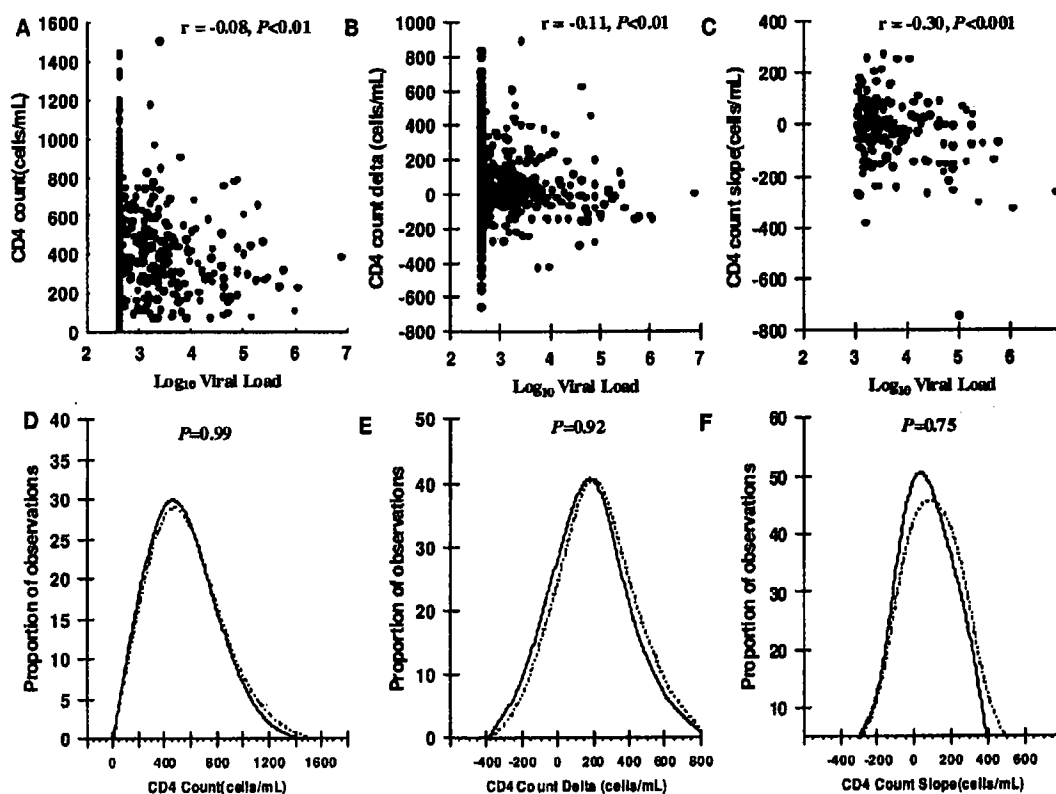 A
r = -0.08, P<0.01
CD4 count(cells/mL)
1600
1400
1200
1000
800
600
400
200
0
2 3 4 5 6 7
Log10 Viral Load
B
r = -0.11, P<0.01
CD4 count delta (cells/mL)
1000
800
600
400
200
0
-200
-400
-600
-800
2 3 4 5 6 7
Log10 Viral Load
C
r = -0.30, P<0.001
CD4 count slope(cells/mL)
400
200
0
-200
-400
-600
-800
2 3 4 5 6
Log10 Viral Load
D
P=0.99
Proportion of observations
40
35
30
25
20
15
10
5
0
0 400 800 1200 1600
CD4 Count(cells/mL)
E
P=0.92
Proportion of observations
50
40
30
20
10
0
-400 -200 0 200 400 600 800
CD4 Count Delta (cells/mL)
F
P=0.75
Proportion of observations
60
50
40
30
20
10
-400 -200 0 200 400 600 800
CD4 Count Slope(cells/mL)